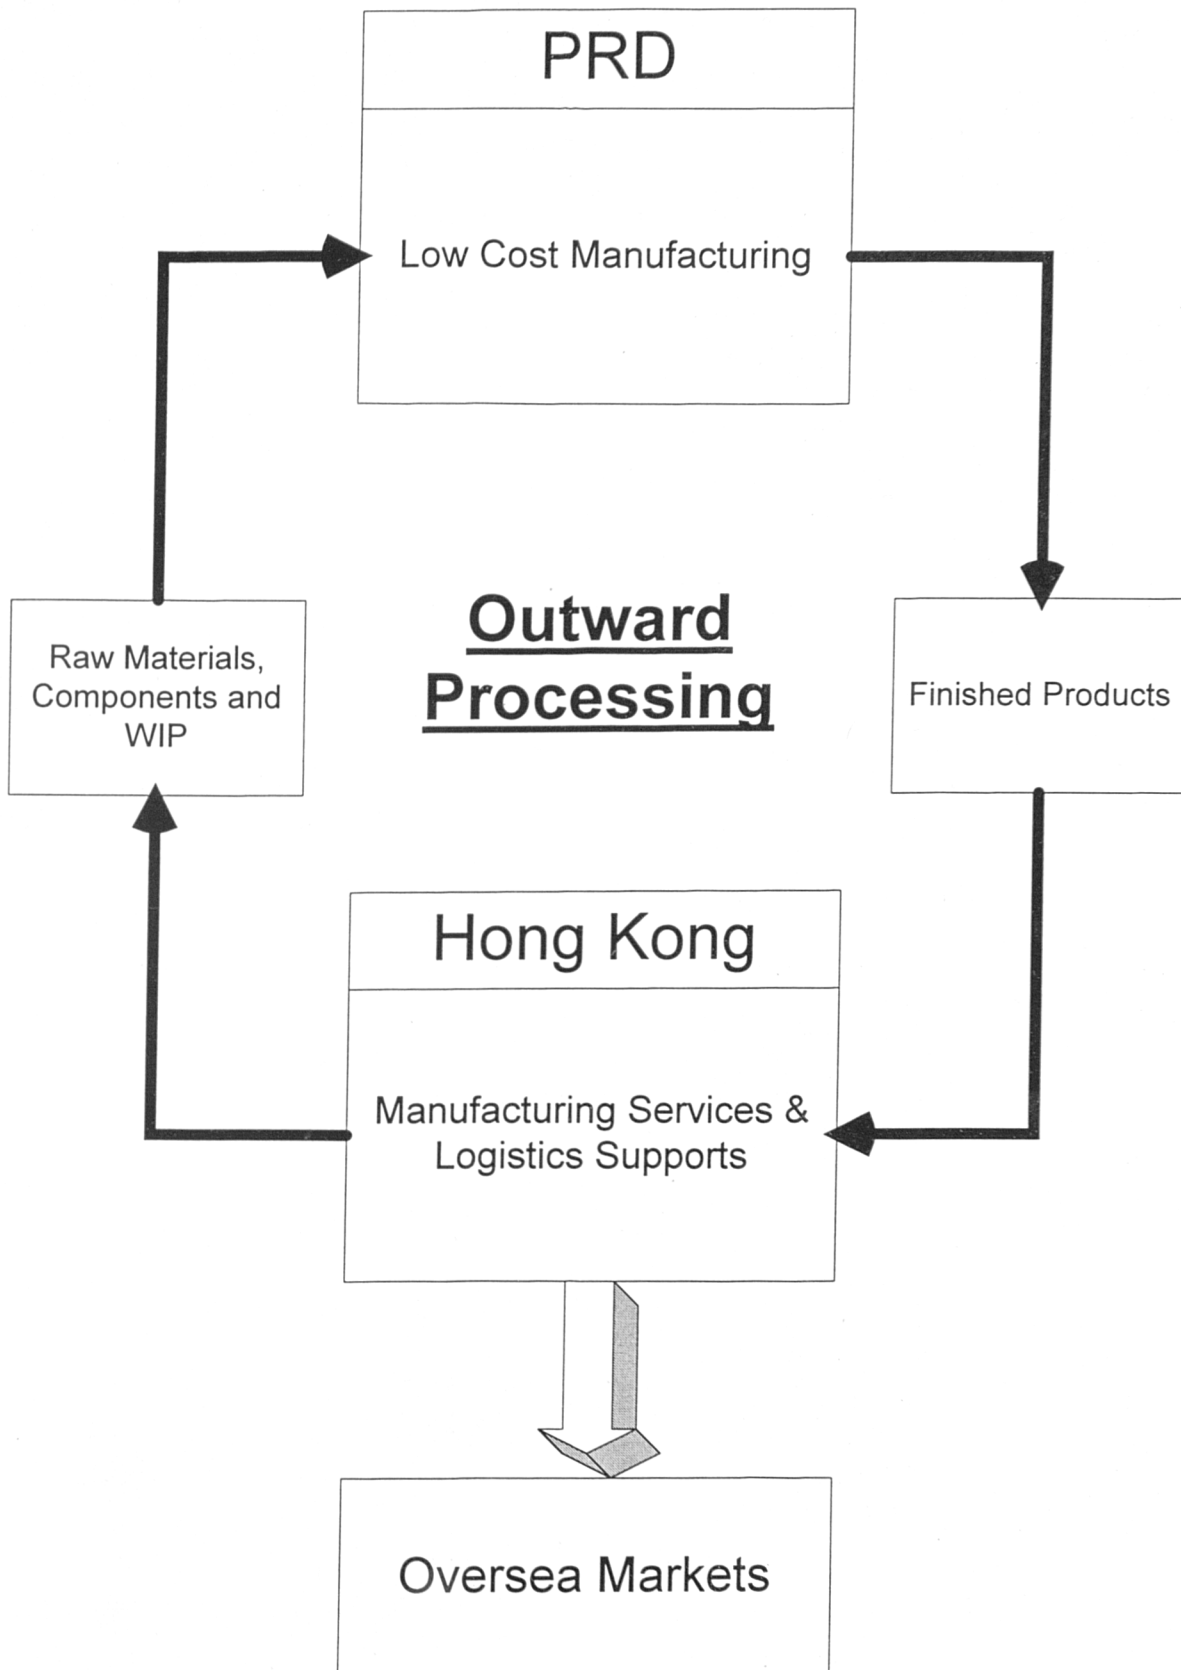 PRD
Low Cost Manufacturing
Outward
Processing
Raw Materials,
Components and
WIP
Finished Products
Hong Kong
Manufacturing Services &
Logistics Supports
Oversea Markets